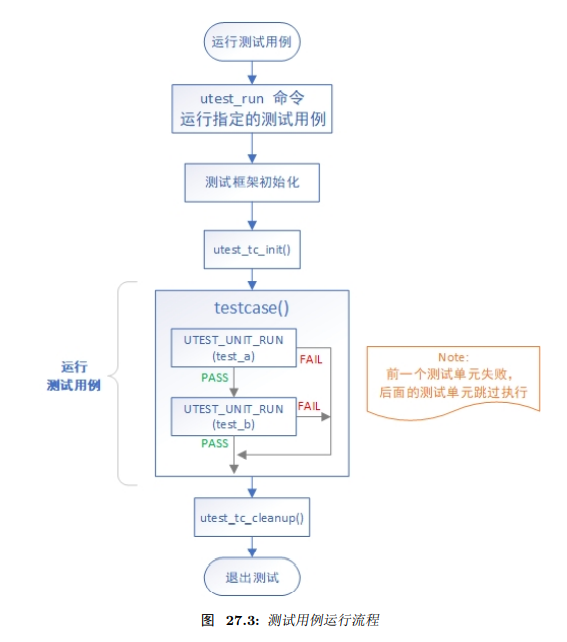 运行测试用例
utest_run 命令
运行指定的测试用例
测试框架初始化
utest_tc_init()
testcase()
UTEST_UNIT_RUN
(test_a)
FAIL
PASS
UTEST_UNIT_RUN
(test_b)
FAIL
PASS
运行
测试用例
Note:
前一个测试单元失败，
后面的测试单元跳过执行
utest_tc_cleanup()
退出测试
图 27.3: 测试用例运行流程